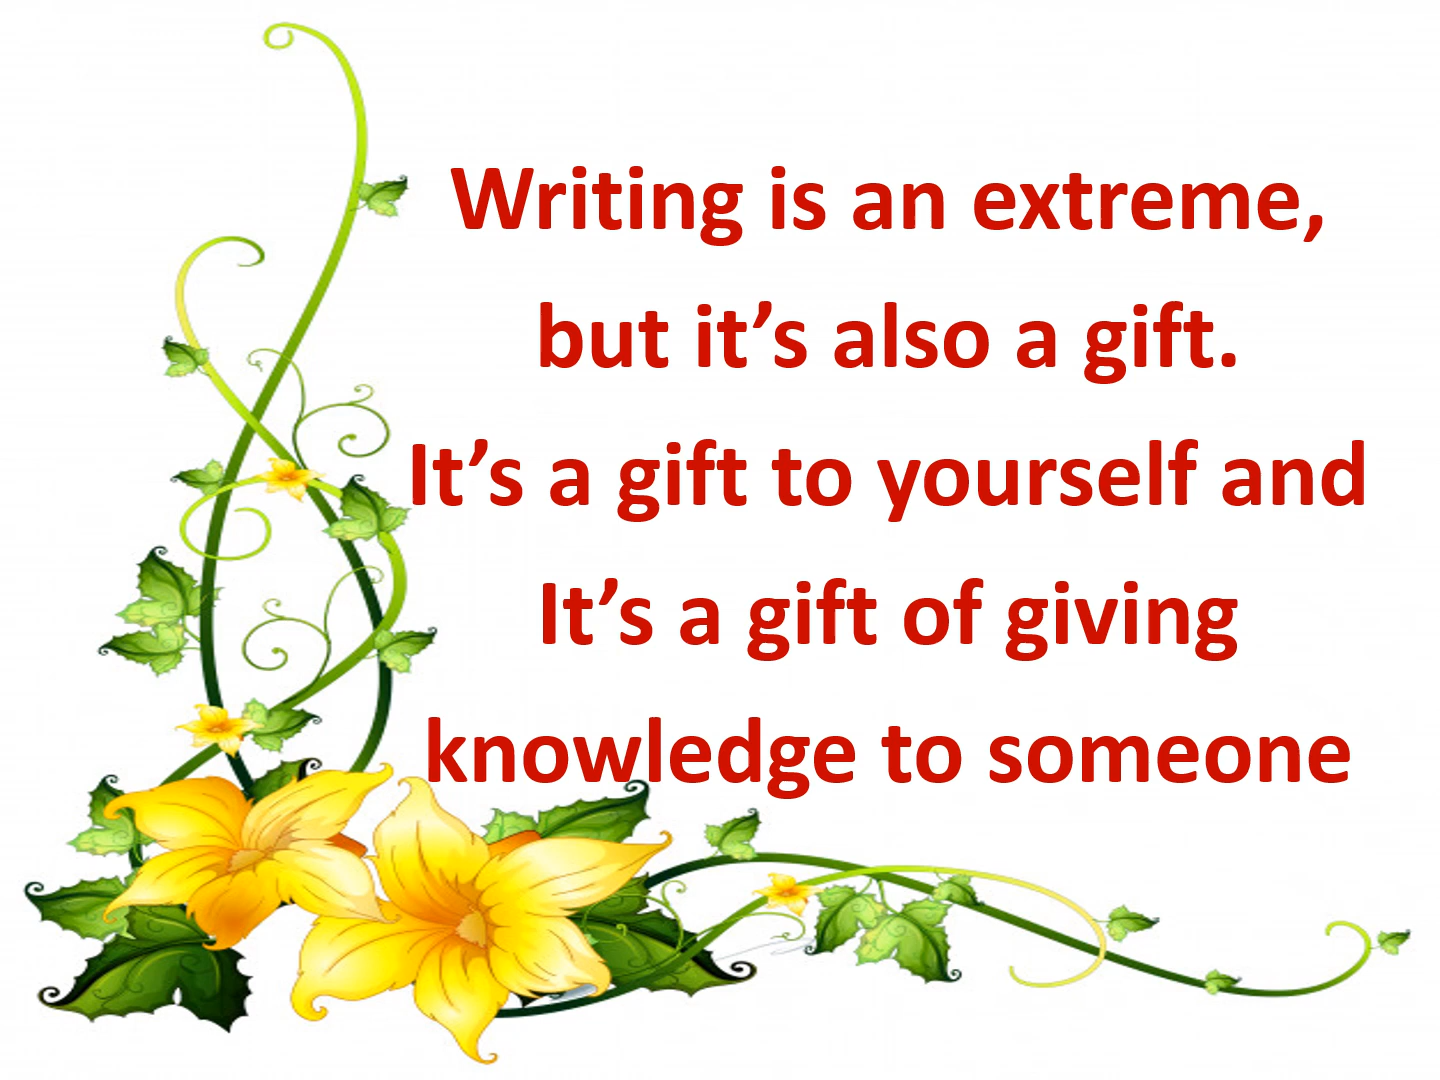 Writing is an extreme,
but it’s also a gift.
It’s a gift to yourself and
It’s a gift of giving
knowledge to someone